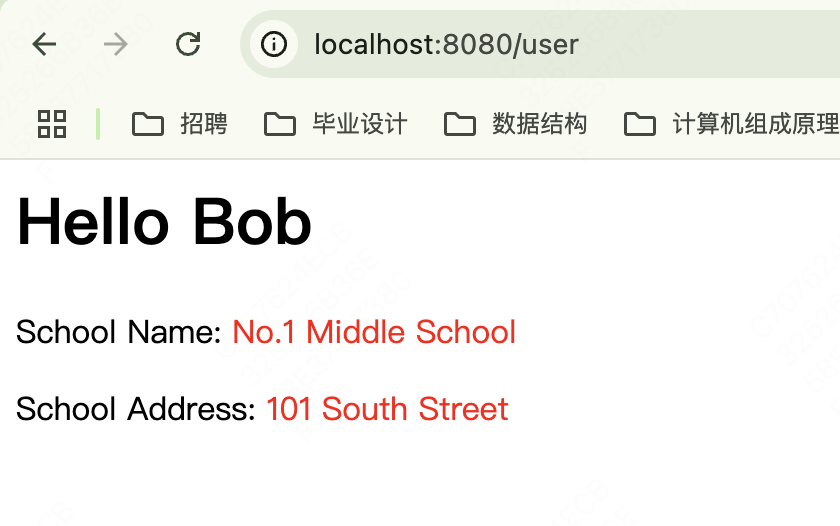 localhost:8080/user
招聘 毕业设计 数据结构 计算机组成原理
Hello Bob
School Name: No.1 Middle School
School Address: 101 South Street